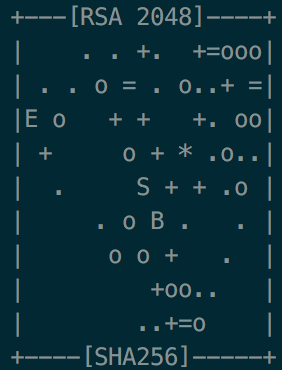 +---[RSA 2048]----+
|    . . +.  +=ooo|
| . . o = . o..+ =|
|E o   + +   +. oo|
| +     o + * .o..|
|  .     S + + .o |
|     . o B .   . |
|      o o +   .  |
|         +oo..   |
|        ..+=o    |
+----[SHA256]-----+